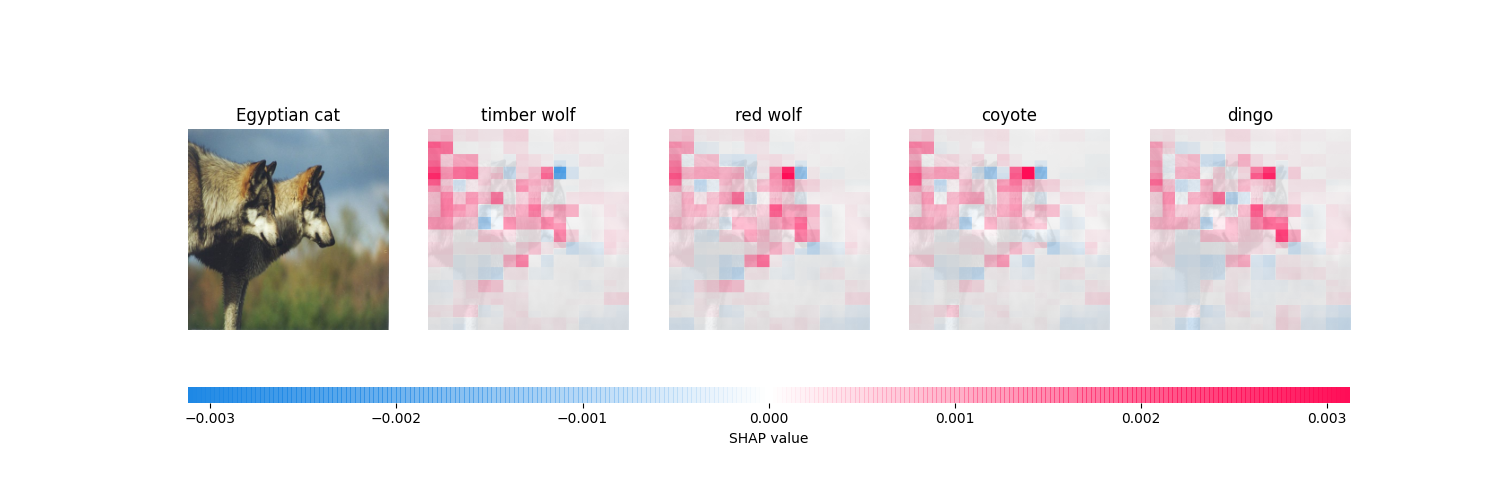 Egyptian cat timber wolf red wolf coyote dingo
−0.003 −0.002 −0.001 0.000 0.001 0.002 0.003
SHAP value